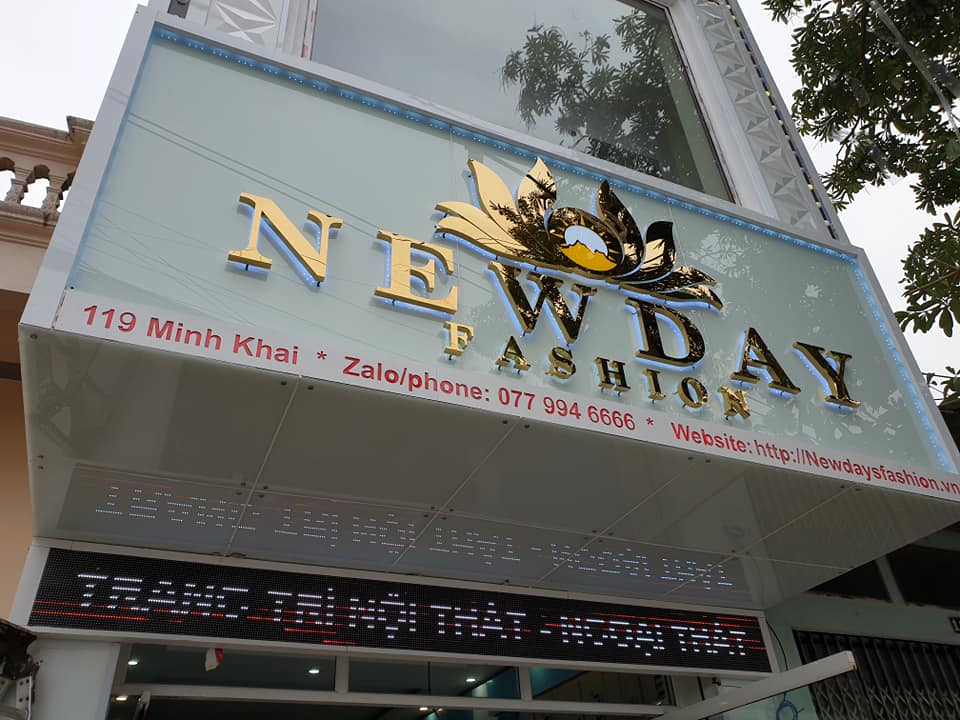 NEWDAY
FASHION
119 Minh Khai * Zalo/phone: 077 994 6666 * Website: http://Newdaysfashion.vn
TRANG TRÍ NỘI THẤT - NGOẠI THẤT